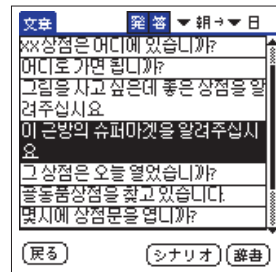 文章 発 答 ▼朝→▼日
xx상점은 어디에 있습니까?
어디로 가면 됩니까?
그림을 사고 싶은데 좋은 상점을 알
려주십시요
이 근방의 슈퍼마켓을 알려주십시
요
그 상점은 오늘 열었습니까?
골동품상점을 찾고 있습니다.
몇시에 상점문을 엽니까?
戻る シナリオ 辞書